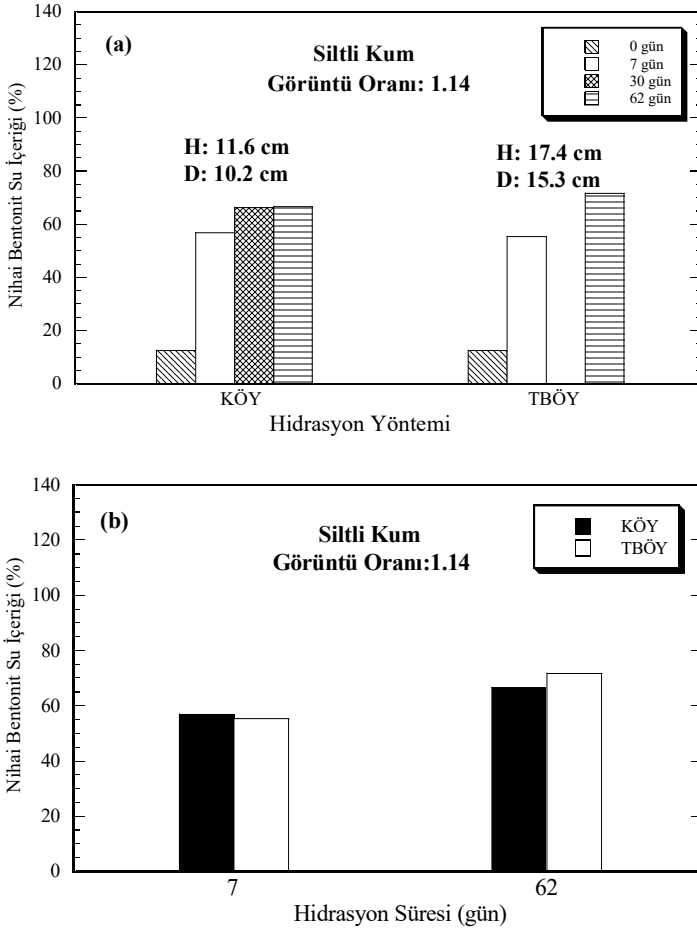 140
120
100
80
60
40
20
0
Nihai Bentonit Su İçeriği (%)
(a)
Siltli Kum
Görüntü Oranı: 1.14
0 gün
7 gün
30 gün
62 gün
H: 11.6 cm
D: 10.2 cm
H: 17.4 cm
D: 15.3 cm
KÖY
TBÖY
Hidrasyon Yöntemi
140
120
100
80
60
40
20
0
Nihai Bentonit Su İçeriği (%)
(b)
Siltli Kum
Görüntü Oranı:1.14
KÖY
TBÖY
7
62
Hidrasyon Süresi (gün)